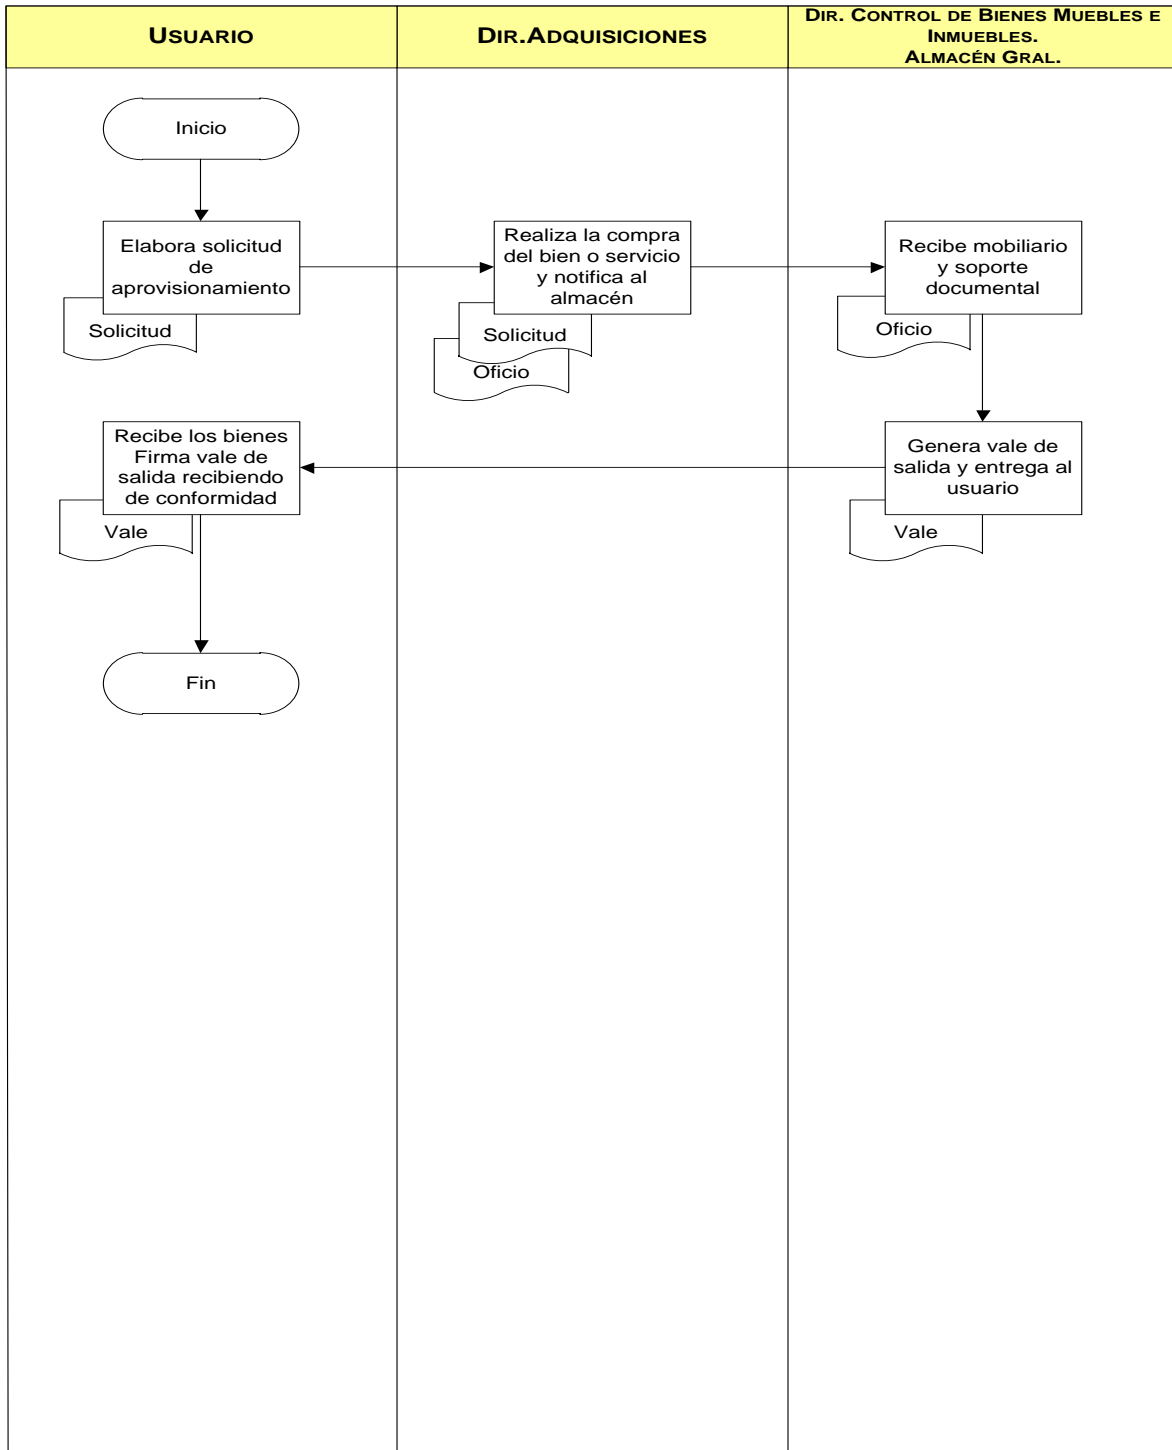 USUARIO
DIR.ADQUISICIONES
DIR. CONTROL DE BIENES MUEBLES E
INMUEBLES.
ALMACÉN GRAL.
Inicio
Elabora solicitud
de
aprovisionamiento
Solicitud
Realiza la compra
del bien o servicio
y notifica al
almacén
Solicitud
Oficio
Recibe mobiliario
y soporte
documental
Oficio
Genera vale de
salida y entrega al
usuario
Vale
Recibe los bienes
Firma vale de
salida recibiendo
de conformidad
Vale
Fin